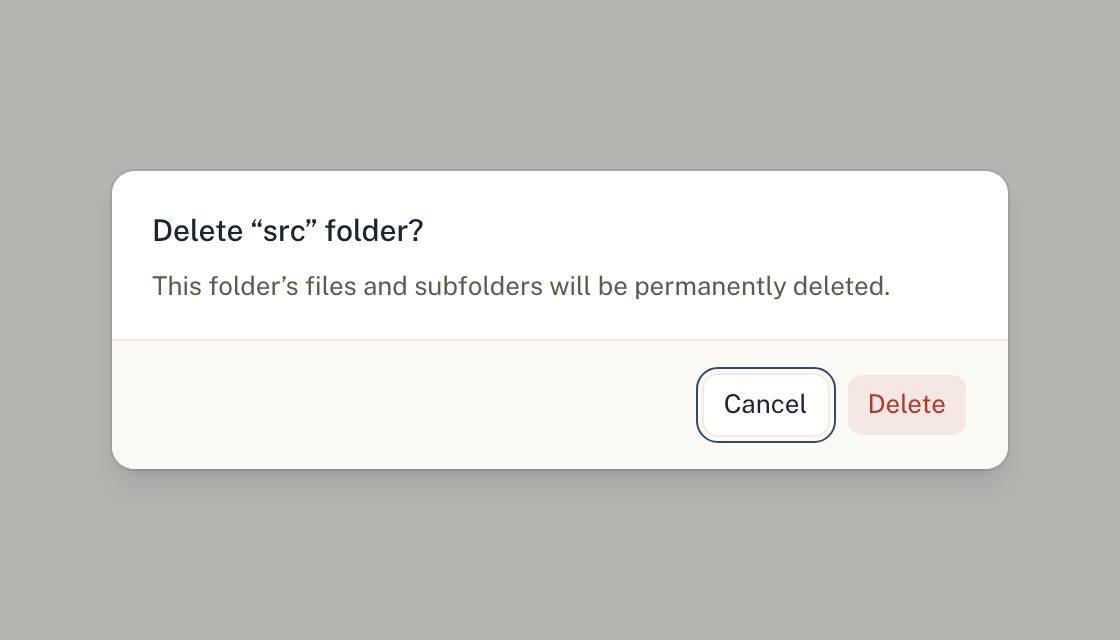 Delete “src” folder?
This folder’s files and subfolders will be permanently deleted.
Cancel
Delete